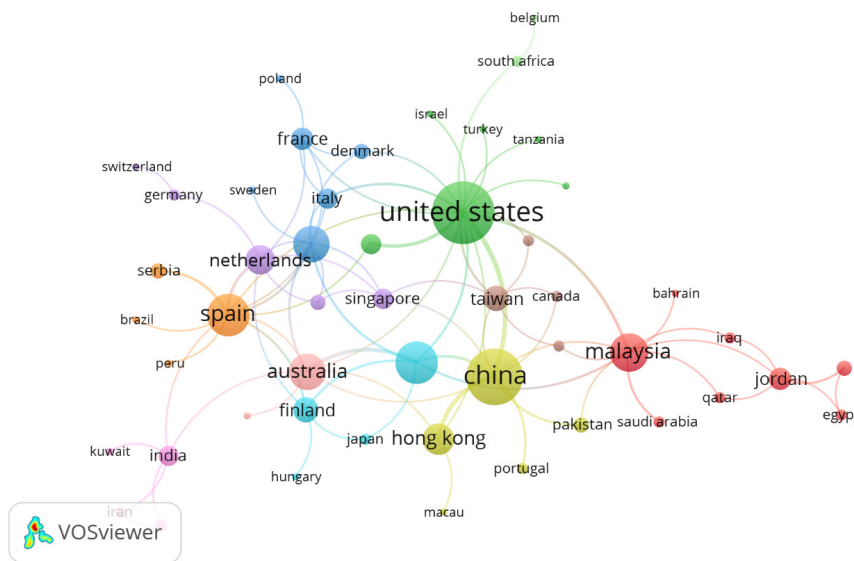 belgium
south africa
poland
israel
turkey
tanzania
france
denmark
switzerland
germany
sweden
italy
united states
netherlands
serbia
singapore
taiwan
canada
bahrain
spain
brazil
iraq
malaysia
peru
australia
china
jordan
qatar
finland
hong kong
pakistan
saudi arabia
egyp
japan
kuwait
india
hungary
portugal
iran
macau
VOSviewer